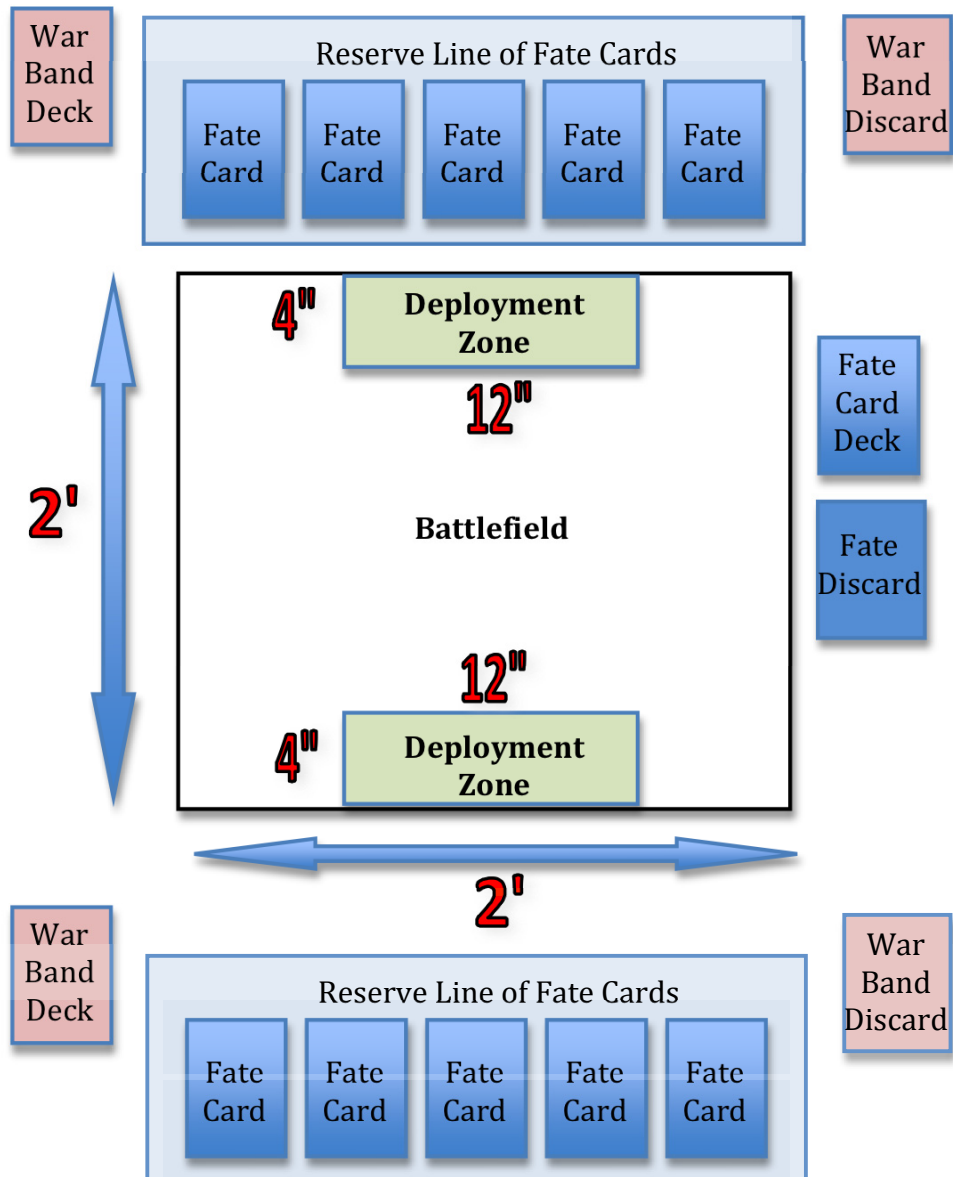 War
Band
Deck
Reserve Line of Fate Cards
Fate
Card
Fate
Card
Fate
Card
Fate
Card
Fate
Card
War
Band
Discard
4"
Deployment
Zone
12"
2'
Battlefield
Fate
Card
Deck
Fate
Discard
12"
4"
Deployment
Zone
2'
War
Band
Deck
Reserve Line of Fate Cards
Fate
Card
Fate
Card
Fate
Card
Fate
Card
Fate
Card
War
Band
Discard